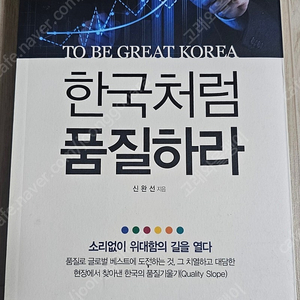 TO BE GREAT KOREA
한국처럼
품질하라
신완선 지음
소리없이 위대함의 길을 열다
품질로 글로벌 베스트에 도전하는 것, 그 치열하고 대담한
현장에서 찾아낸 한국의 품질기울기(Quality Slope)